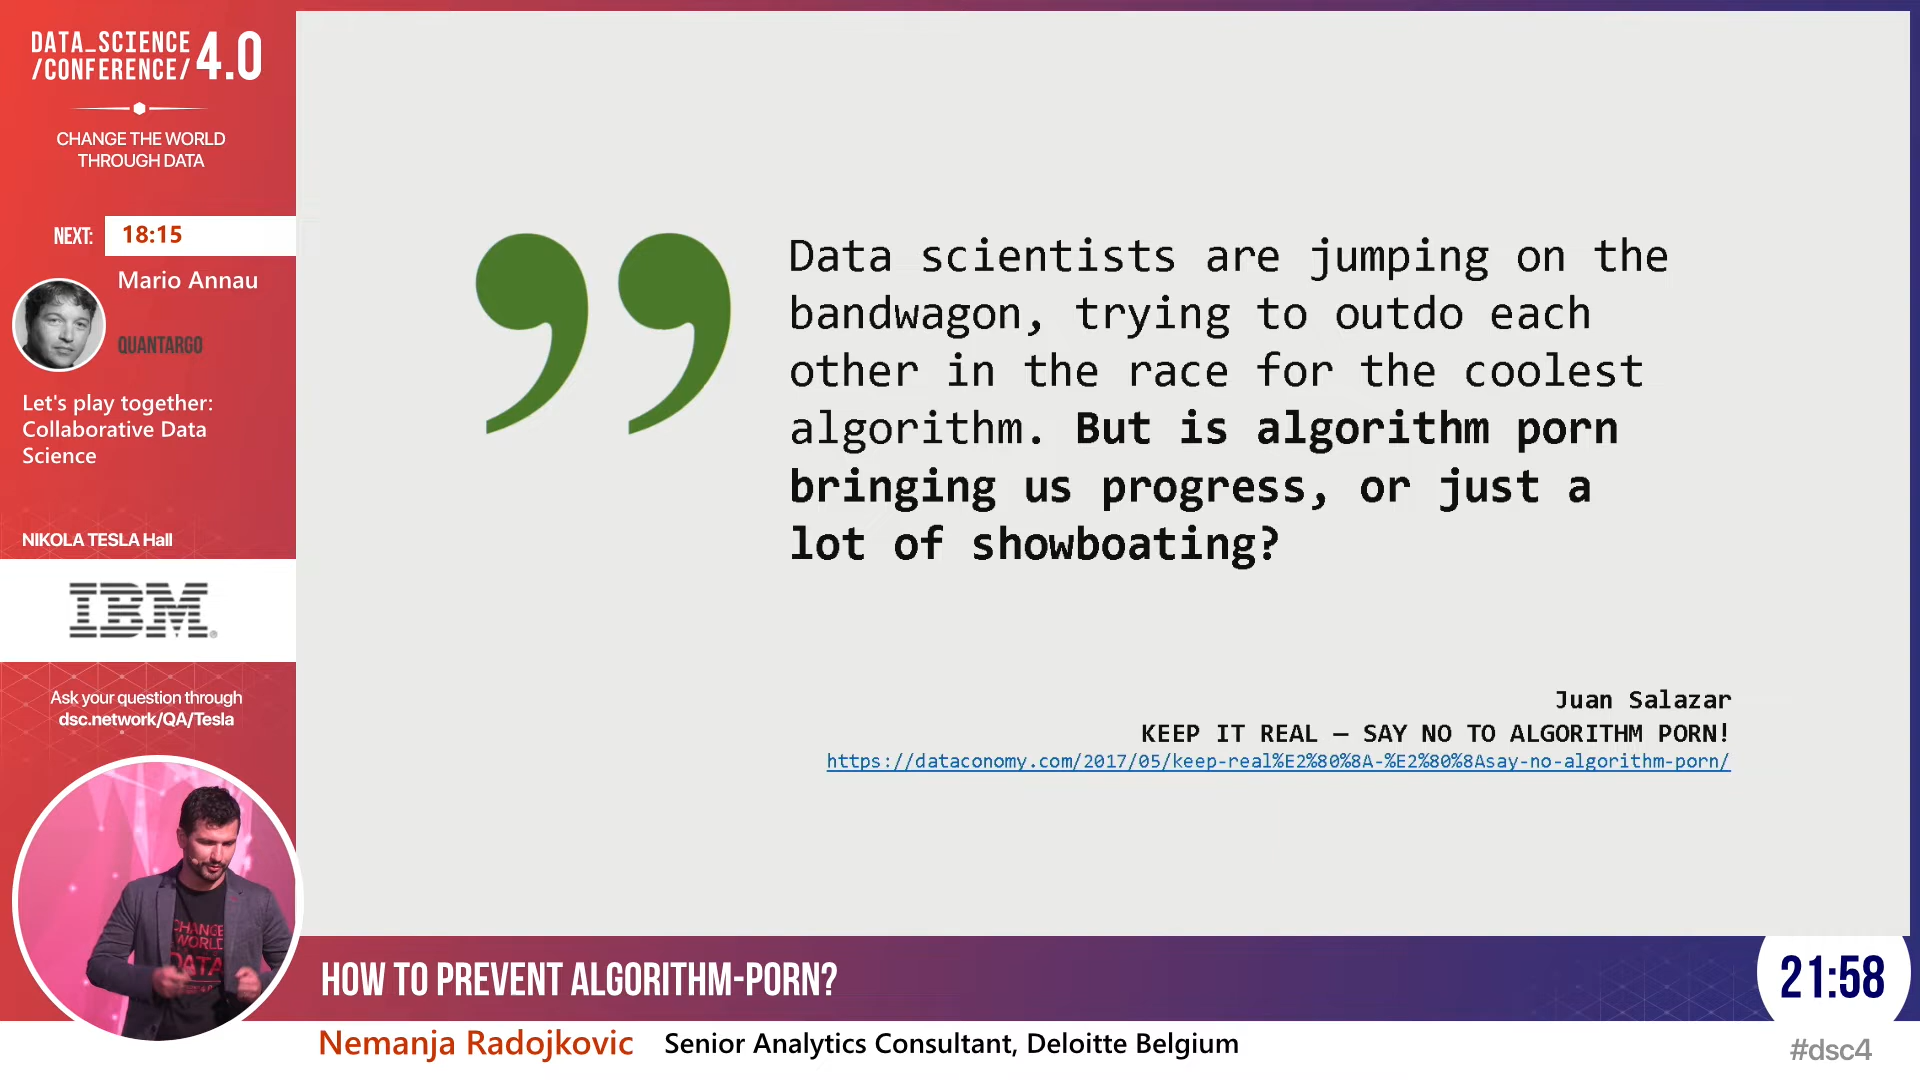 DATA_SCIENCE
/CONFERENCE/ 4.0
CHANGE THE WORLD
THROUGH DATA
NEXT: 18:15
Mario Annau
QUANTARGO
Let's play together:
Collaborative Data
Science
NIKOLA TESLA Hall
IBM®
Ask your question through
dsc.network/QA/Tesla
CHANGE
WORLD
DATA
”
Data scientists are jumping on the
bandwagon, trying to outdo each
other in the race for the coolest
algorithm. But is algorithm porn
bringing us progress, or just a
lot of showboating?
Juan Salazar
KEEP IT REAL – SAY NO TO ALGORITHM PORN!
https://dataconomy.com/2017/05/keep-real%E2%80%8A-%E2%80%8Asay-no-algorithm-porn/
HOW TO PREVENT ALGORITHM-PORN?
21:58
Nemanja Radojkovic Senior Analytics Consultant, Deloitte Belgium
#dsc4